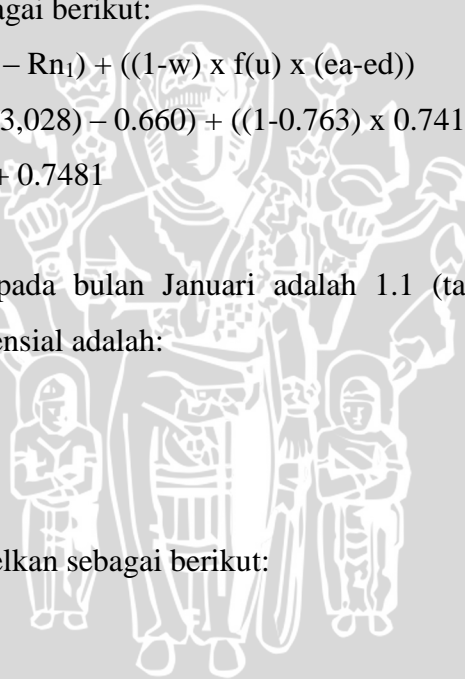 agai berikut:
– Rn₁) + ((1-w) x f(u) x (ea-ed))
3,028) – 0.660) + ((1-0.763) x 0.741
+ 0.7481
pada bulan Januari adalah 1.1 (ta
ensial adalah:
elkan sebagai berikut: